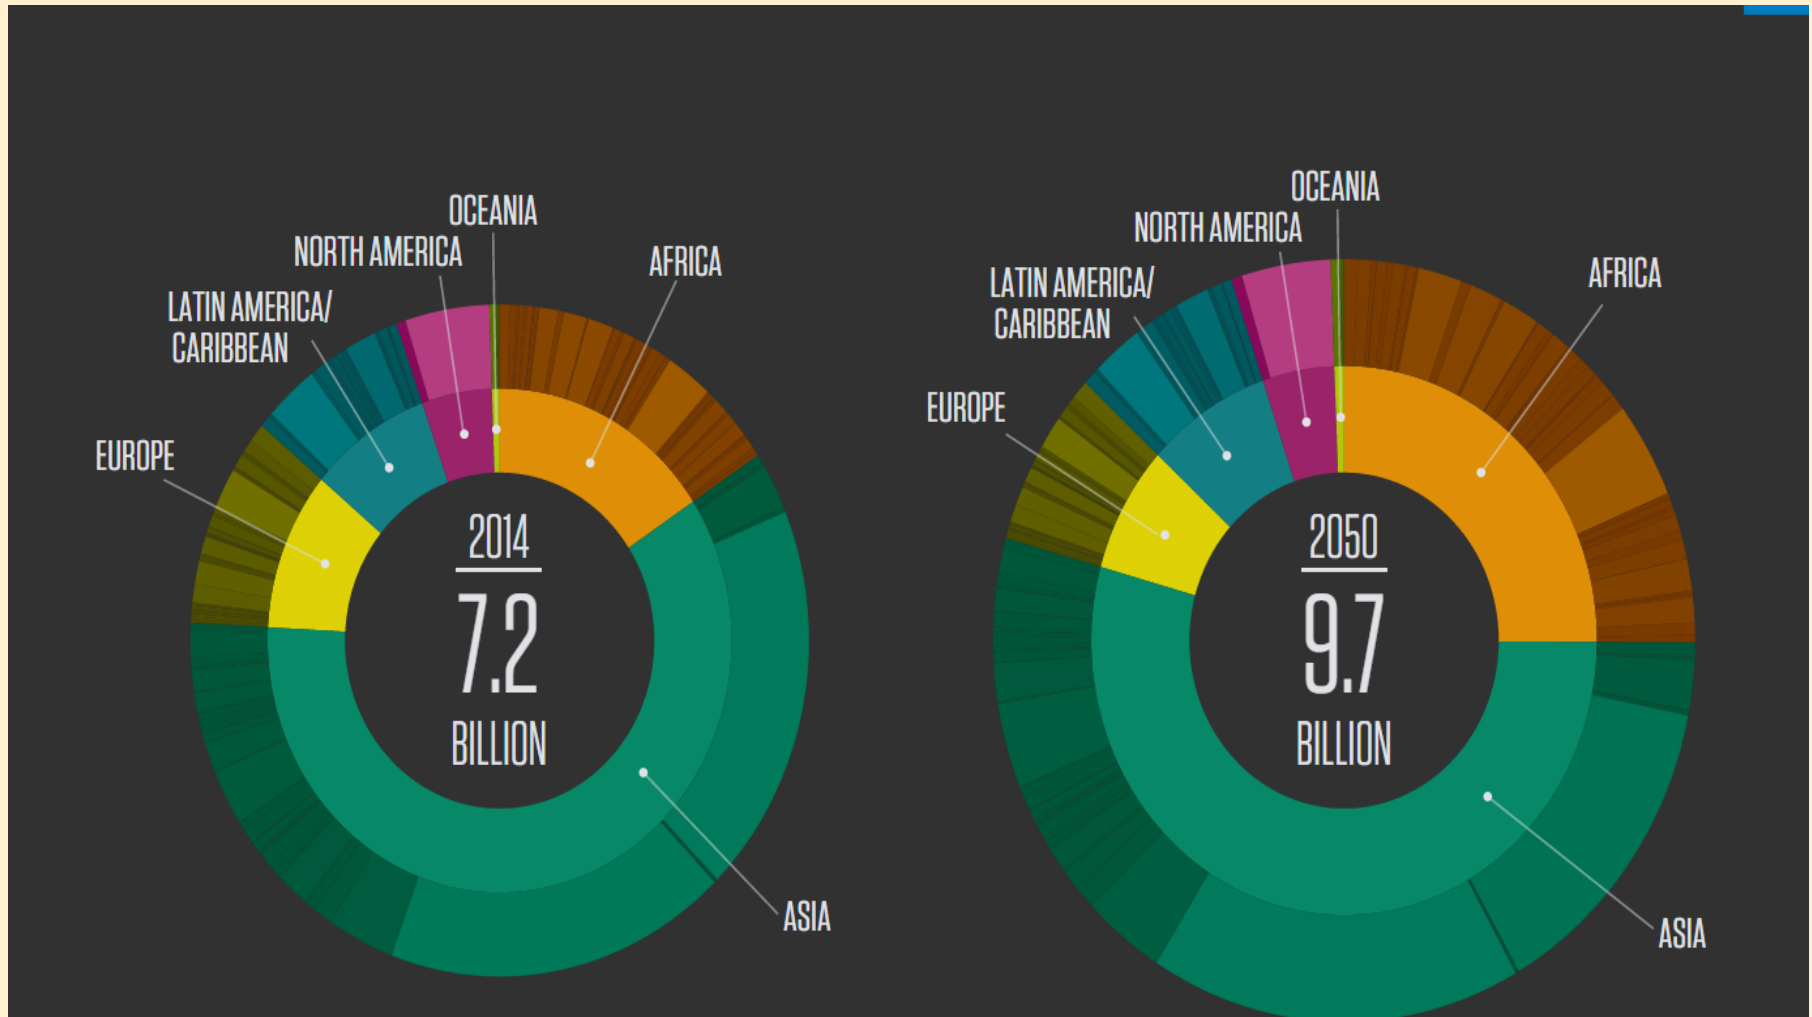 OCEANIA
NORTH AMERICA
AFRICA
LATIN AMERICA/
CARIBBEAN
EUROPE
2014
7.2
BILLION
ASIA
OCEANIA
NORTH AMERICA
AFRICA
LATIN AMERICA/
CARIBBEAN
EUROPE
2050
9.7
BILLION
ASIA